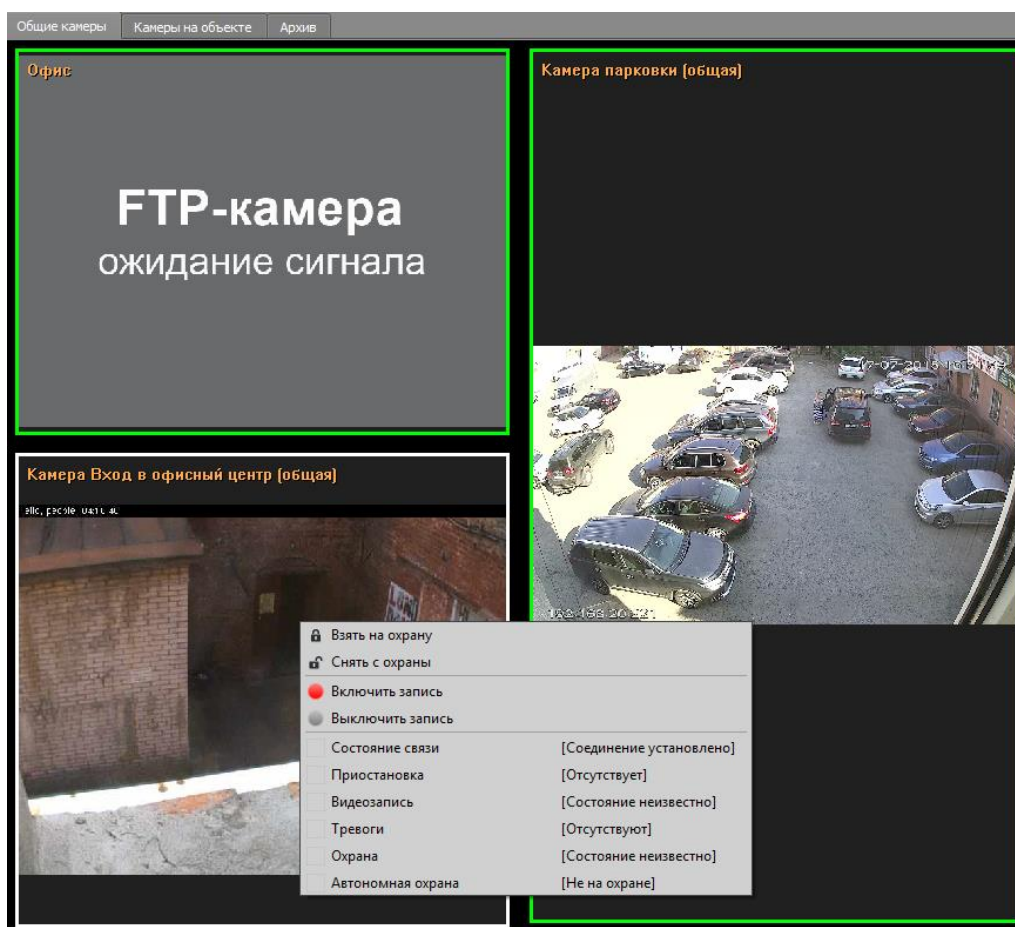 Общие камеры
Камеры на объекте
Архив
Офис
FTP-камера
ожидание сигнала
Камера парковки (общая)
Камера Вход в офисный центр (общая)
Взять на охрану
Снять с охраны
Включить запись
Выключить запись
Состояние связи [Соединение установлено]
Приостановка [Отсутствует]
Видеозапись [Состояние неизвестно]
Тревоги [Отсутствуют]
Охрана [Состояние неизвестно]
Автономная охрана [Не на охране]